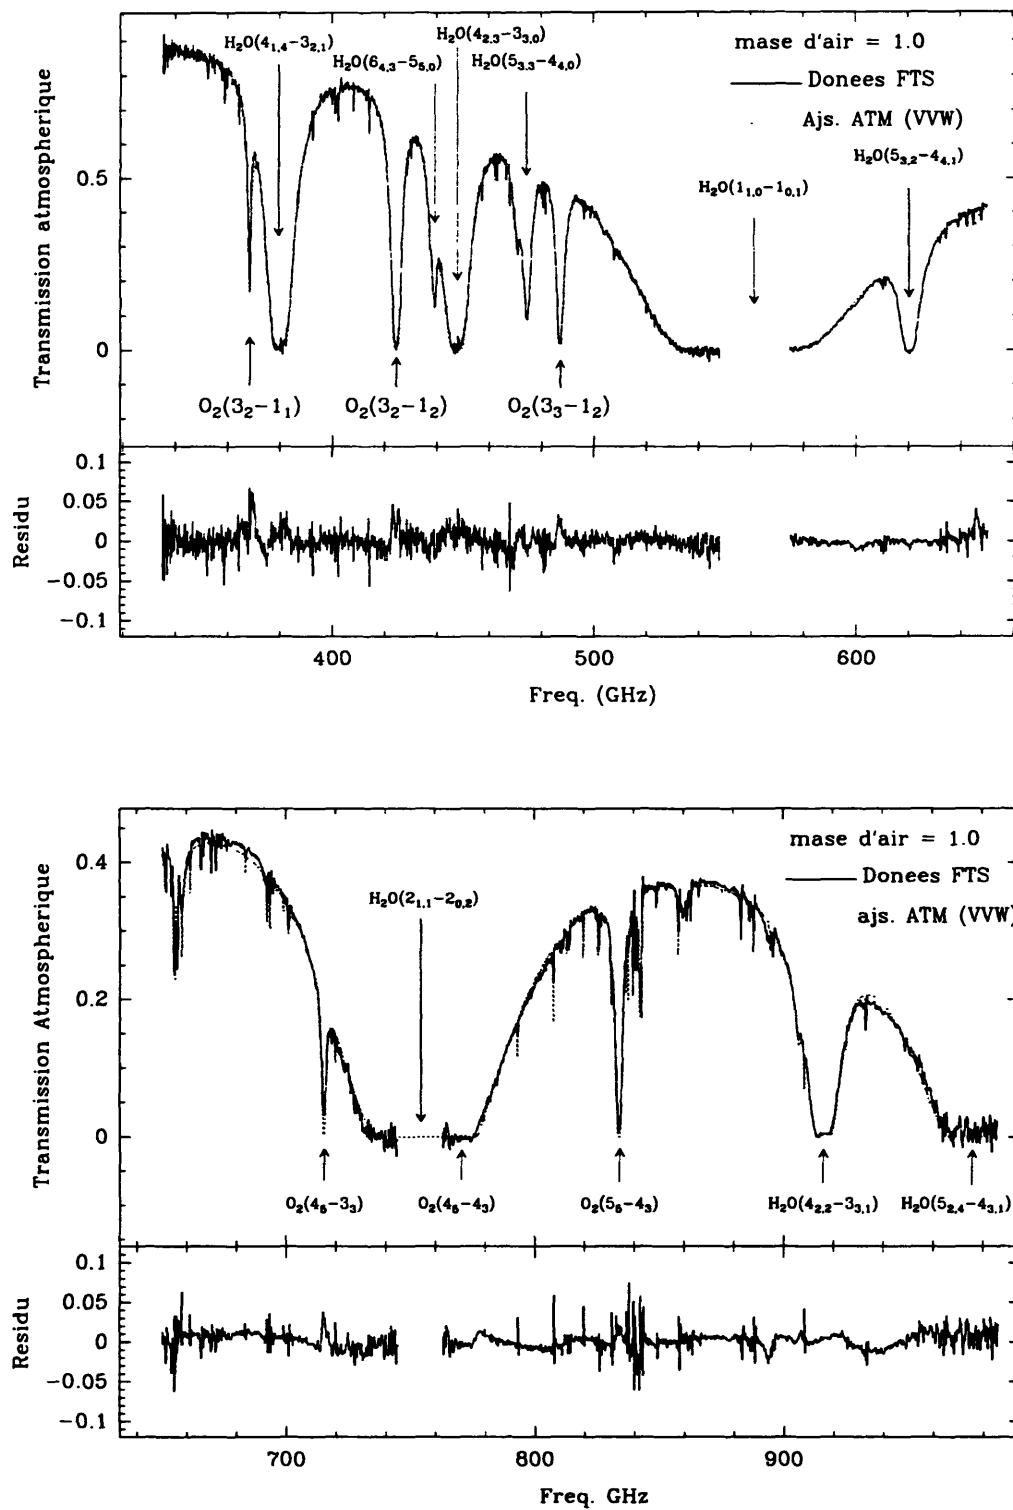 H₂O(4₁,₄−3₂,₁)
H₂O(4₂,₃−3₃,₀)
H₂O(6₄,₃−5₅,₀)
H₂O(5₃,₃−4₄,₀)
mase d'air = 1.0
Donees FTS
Ajs. ATM (VVW)
H₂O(5₃,₂−4₄,₁)
H₂O(1₁,₀−1₀,₁)
Transmission atmospherique
0.5
0
O₂(3₂−1₁)
O₂(3₂−1₂)
O₂(3₃−1₂)
Residu
0.1
0.05
0
−0.05
−0.1
400
500
600
Freq. (GHz)
mase d'air = 1.0
Donees FTS
ajs. ATM (VVW)
H₂O(2₁,₁−2₀,₂)
Transmission Atmospherique
0.4
0.2
0
O₂(4₅−3₃)
O₂(4₅−4₃)
O₂(5₅−4₃)
H₂O(4₂,₂−3₃,₁)
H₂O(5₂,₄−4₃,₁)
Residu
0.1
0.05
0
−0.05
−0.1
700
800
900
Freq. GHz